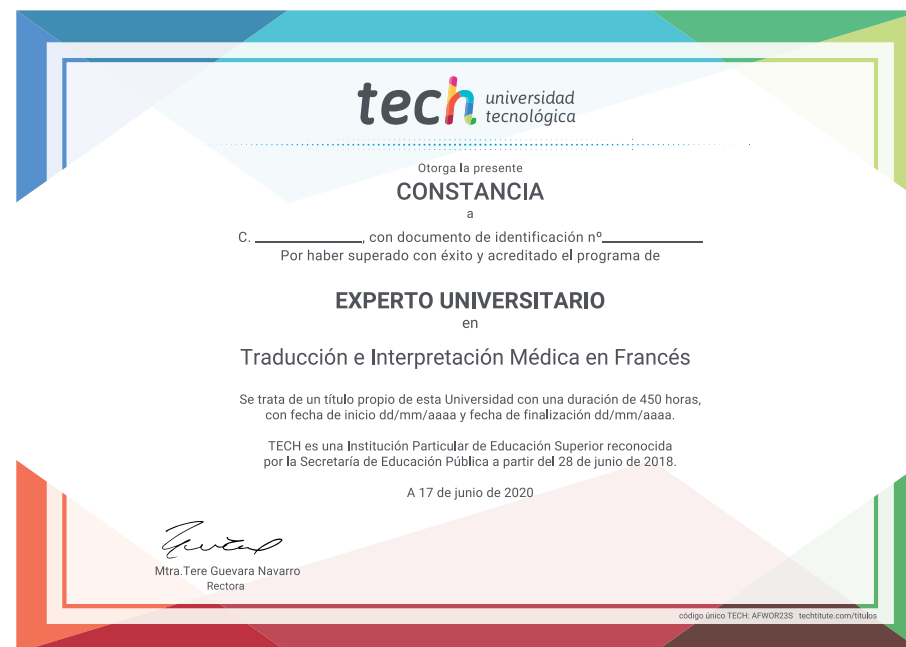 tech universidad
tecnológica
Otorga la presente
CONSTANCIA
a
C. ______________, con documento de identificación nº_____________
Por haber superado con éxito y acreditado el programa de
EXPERTO UNIVERSITARIO
en
Traducción e Interpretación Médica en Francés
Se trata de un título propio de esta Universidad con una duración de 450 horas,
con fecha de inicio dd/mm/aaaa y fecha de finalización dd/mm/aaaa.
TECH es una Institución Particular de Educación Superior reconocida
por la Secretaría de Educación Pública a partir del 28 de junio de 2018.
A 17 de junio de 2020
Mtra.Tere Guevara Navarro
Rectora
código único TECH: AFWOR23S techtitute.com/titulos